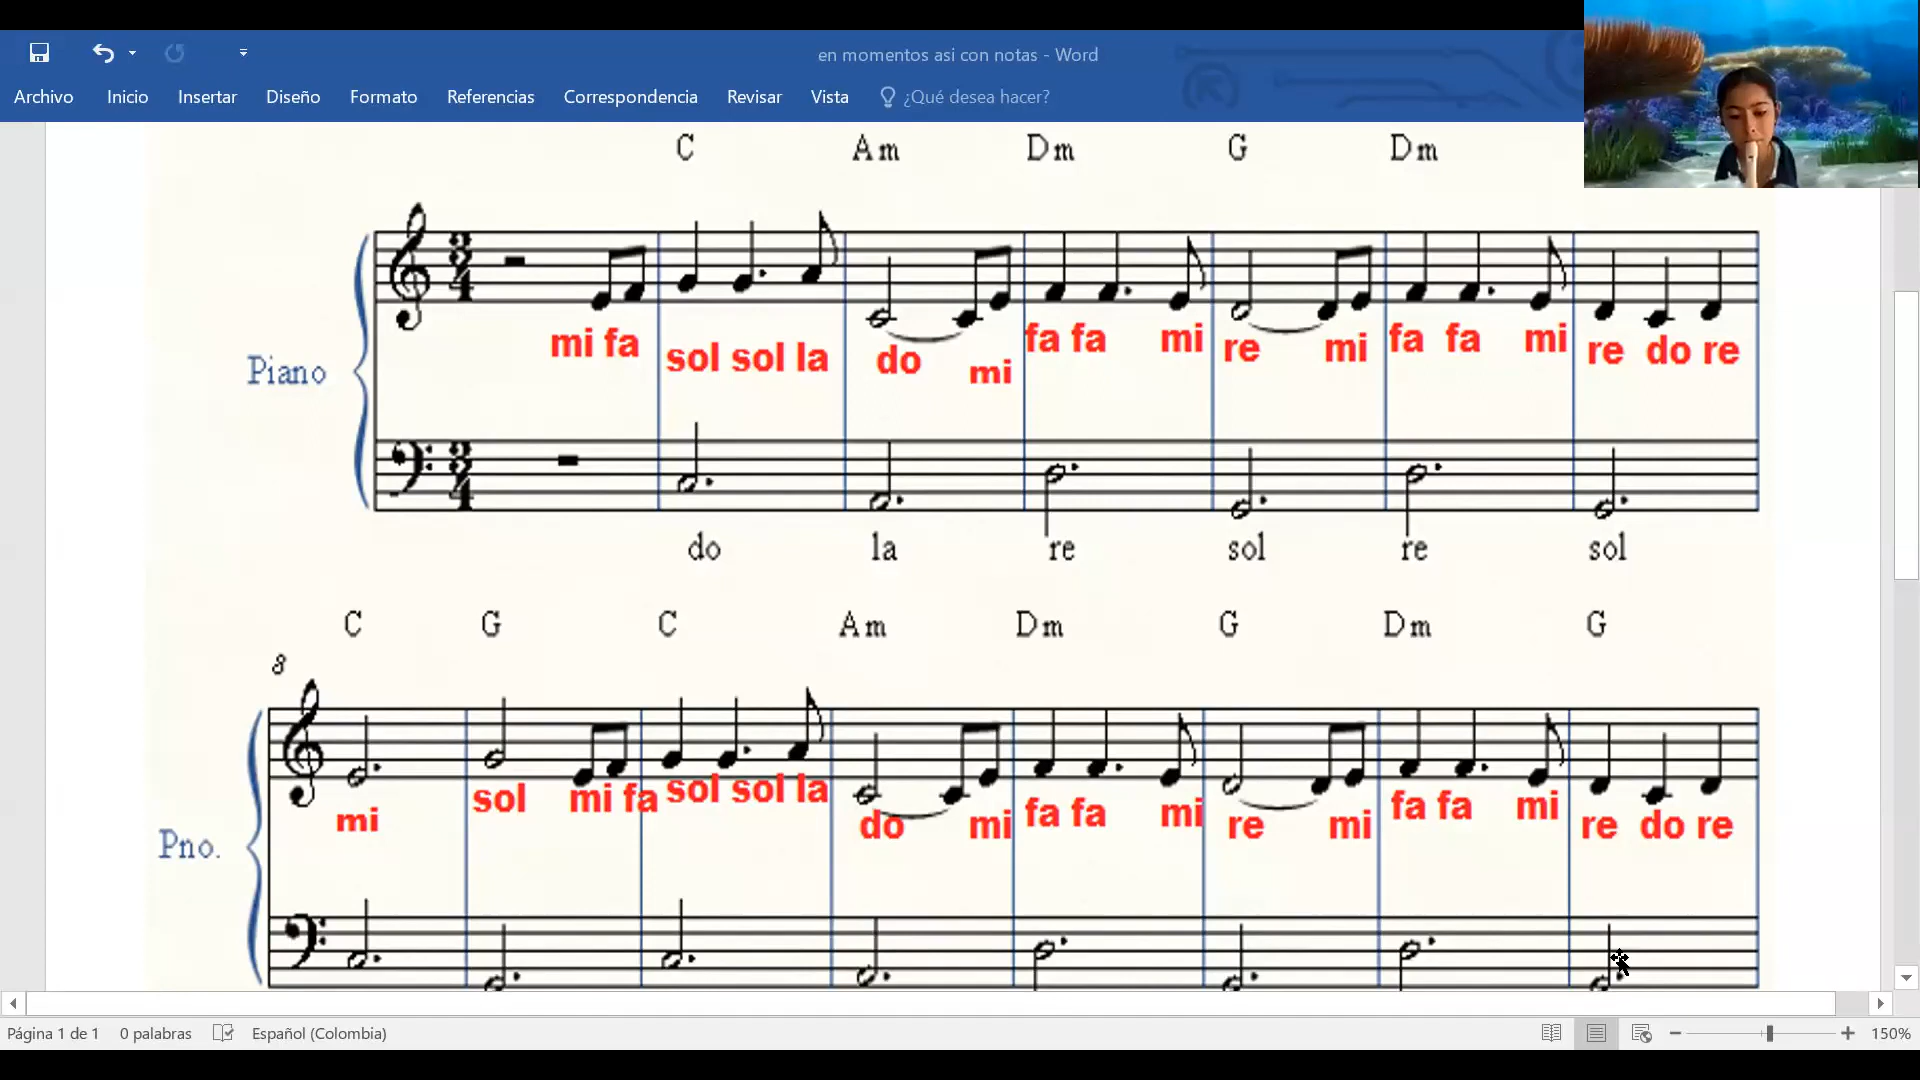 en momentos asi con notas - Word
Archivo Inicio Insertar Diseño Formato Referencias Correspondencia Revisar Vista ¿Qué desea hacer?
C Am Dm G Dm
3 4
mi fa sol sol la do mi fa fa mi re mi fa fa mi re do re
Piano
3 4
do la re sol re sol
C G C Am Dm G Dm G
8
mi sol mi fa sol sol la do mi fa fa mi re mi fa fa mi re do re
Pno.
Página 1 de 1 0 palabras Español (Colombia) 150%